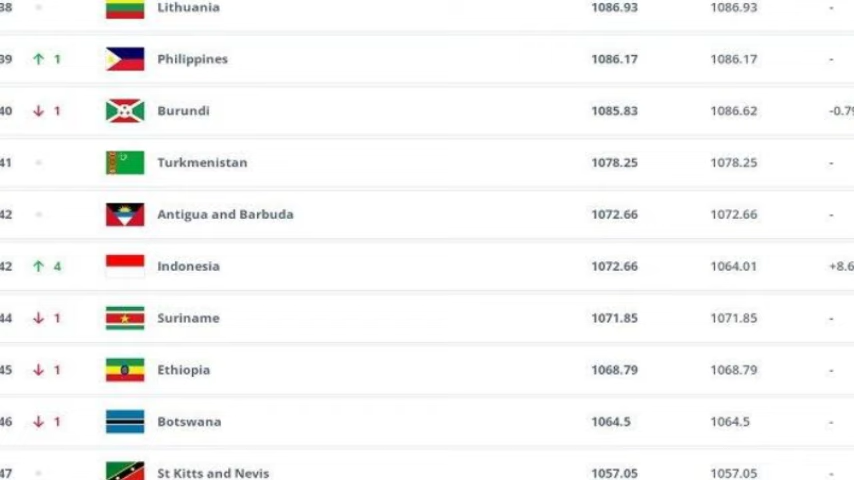 38 Lithuania 1086.93 1086.93 -
39 1 Philippines 1086.17 1086.17 -
40 1 Burundi 1085.83 1086.62 -0.79
41 Turkmenistan 1078.25 1078.25 -
42 Antigua and Barbuda 1072.66 1072.66 -
42 4 Indonesia 1072.66 1064.01 +8.6
44 1 Suriname 1071.85 1071.85 -
45 1 Ethiopia 1068.79 1068.79 -
46 1 Botswana 1064.5 1064.5 -
47 St Kitts and Nevis 1057.05 1057.05 -